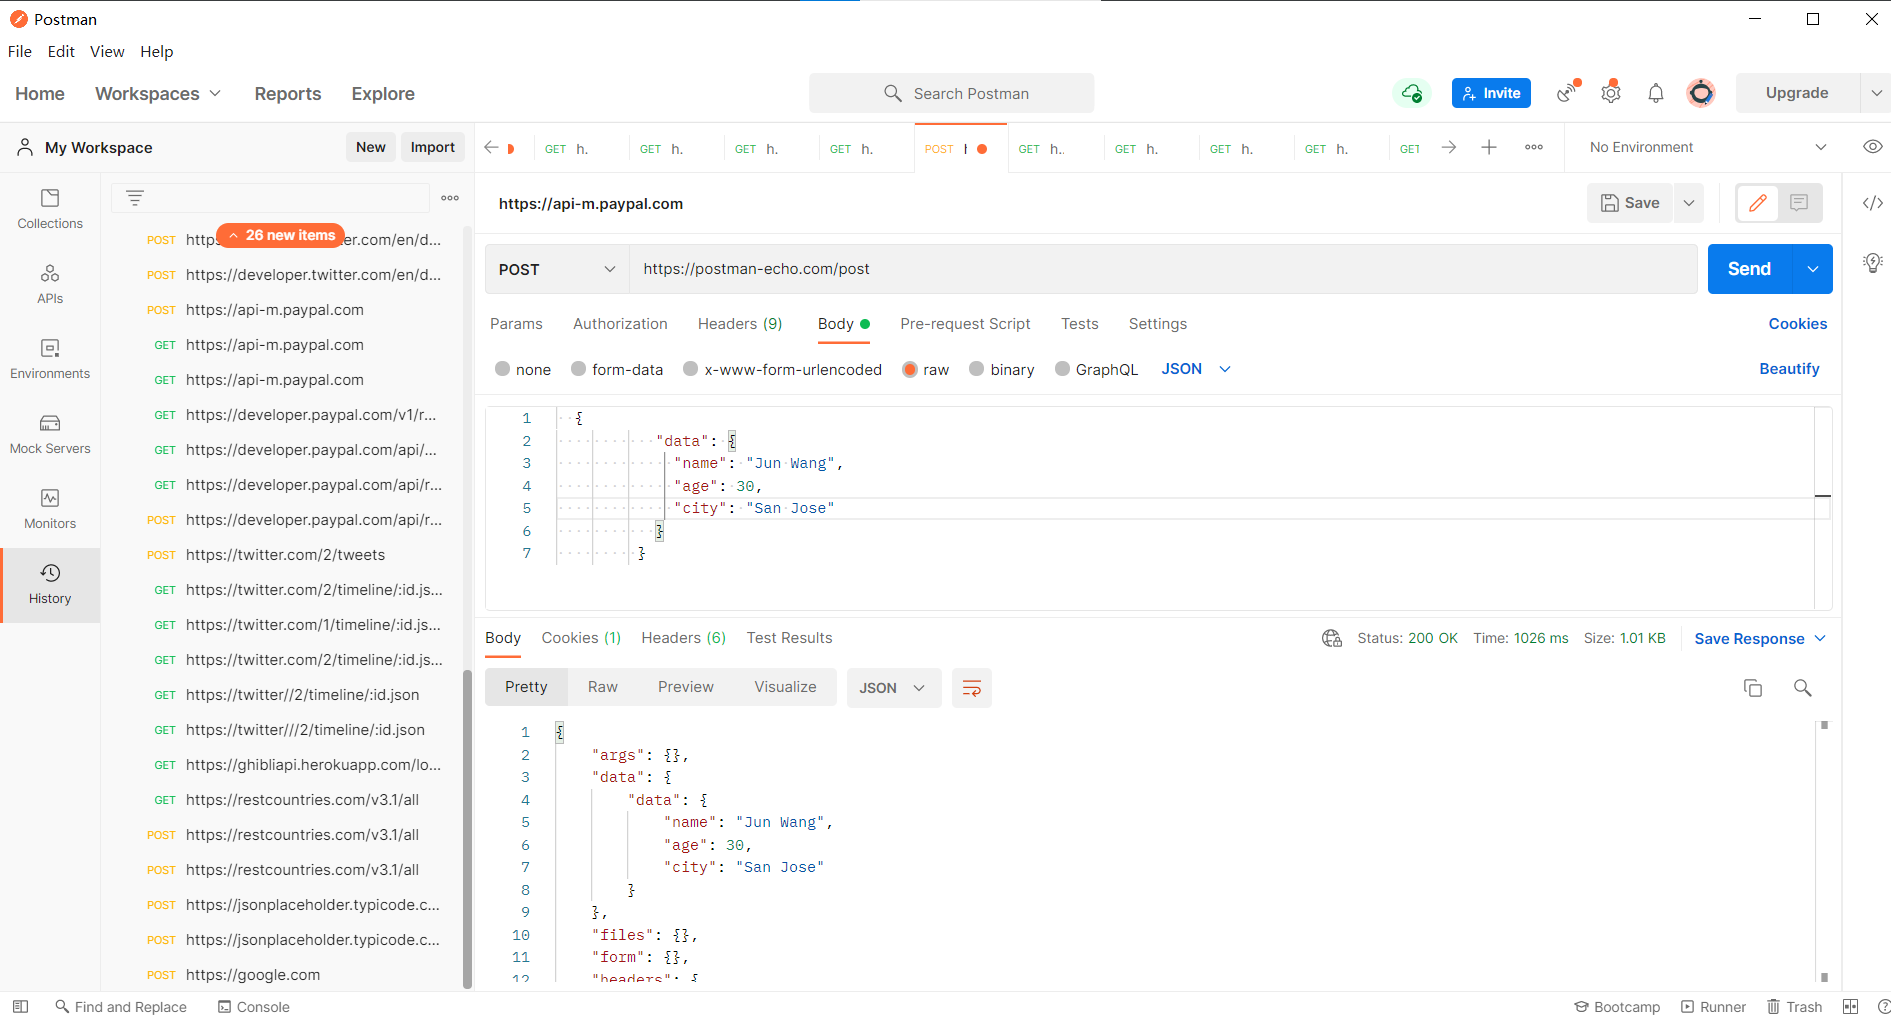 Postman
File Edit View Help
Home Workspaces Reports Explore Search Postman Invite Upgrade
My Workspace New Import GET h. GET h. GET h. GET h. POST GET h.. GET h. GET h. GET h. GET No Environment
Collections
APIs
Environments
Mock Servers
Monitors
History
26 new items
POST https er.com/en/d...
POST https://developer.twitter.com/en/d...
POST https://api-m.paypal.com
GET https://api-m.paypal.com
GET https://api-m.paypal.com
GET https://developer.paypal.com/v1/r...
GET https://developer.paypal.com/api/...
GET https://developer.paypal.com/api/r...
POST https://developer.paypal.com/api/r...
POST https://twitter.com/2/tweets
GET https://twitter.com/2/timeline/:id.js...
GET https://twitter.com/1/timeline/:id.js...
GET https://twitter.com/2/timeline/:id.js...
GET https://twitter//2/timeline/:id.json
GET https://twitter///2/timeline/:id.json
GET https://ghibliapi.herokuapp.com/lo...
GET https://restcountries.com/v3.1/all
POST https://restcountries.com/v3.1/all
POST https://restcountries.com/v3.1/all
POST https://jsonplaceholder.typicode.c...
POST https://jsonplaceholder.typicode.c...
POST https://google.com
https://api-m.paypal.com Save
POST https://postman-echo.com/post Send
Params Authorization Headers (9) Body Pre-request Script Tests Settings Cookies
none form-data x-www-form-urlencoded raw binary GraphQL JSON Beautify
1 {
2 "data": {
3 "name": "Jun Wang",
4 "age": 30,
5 "city": "San Jose"
6 }
7 }
Body Cookies (1) Headers (6) Test Results Status: 200 OK Time: 1026 ms Size: 1.01 KB Save Response
Pretty Raw Preview Visualize JSON
1 {
2 "args": {},
3 "data": {
4 "data": {
5 "name": "Jun Wang",
6 "age": 30,
7 "city": "San Jose"
8 }
9 },
10 "files": {},
11 "form": {},
12 "headers": {
Find and Replace Console Bootcamp Runner Trash